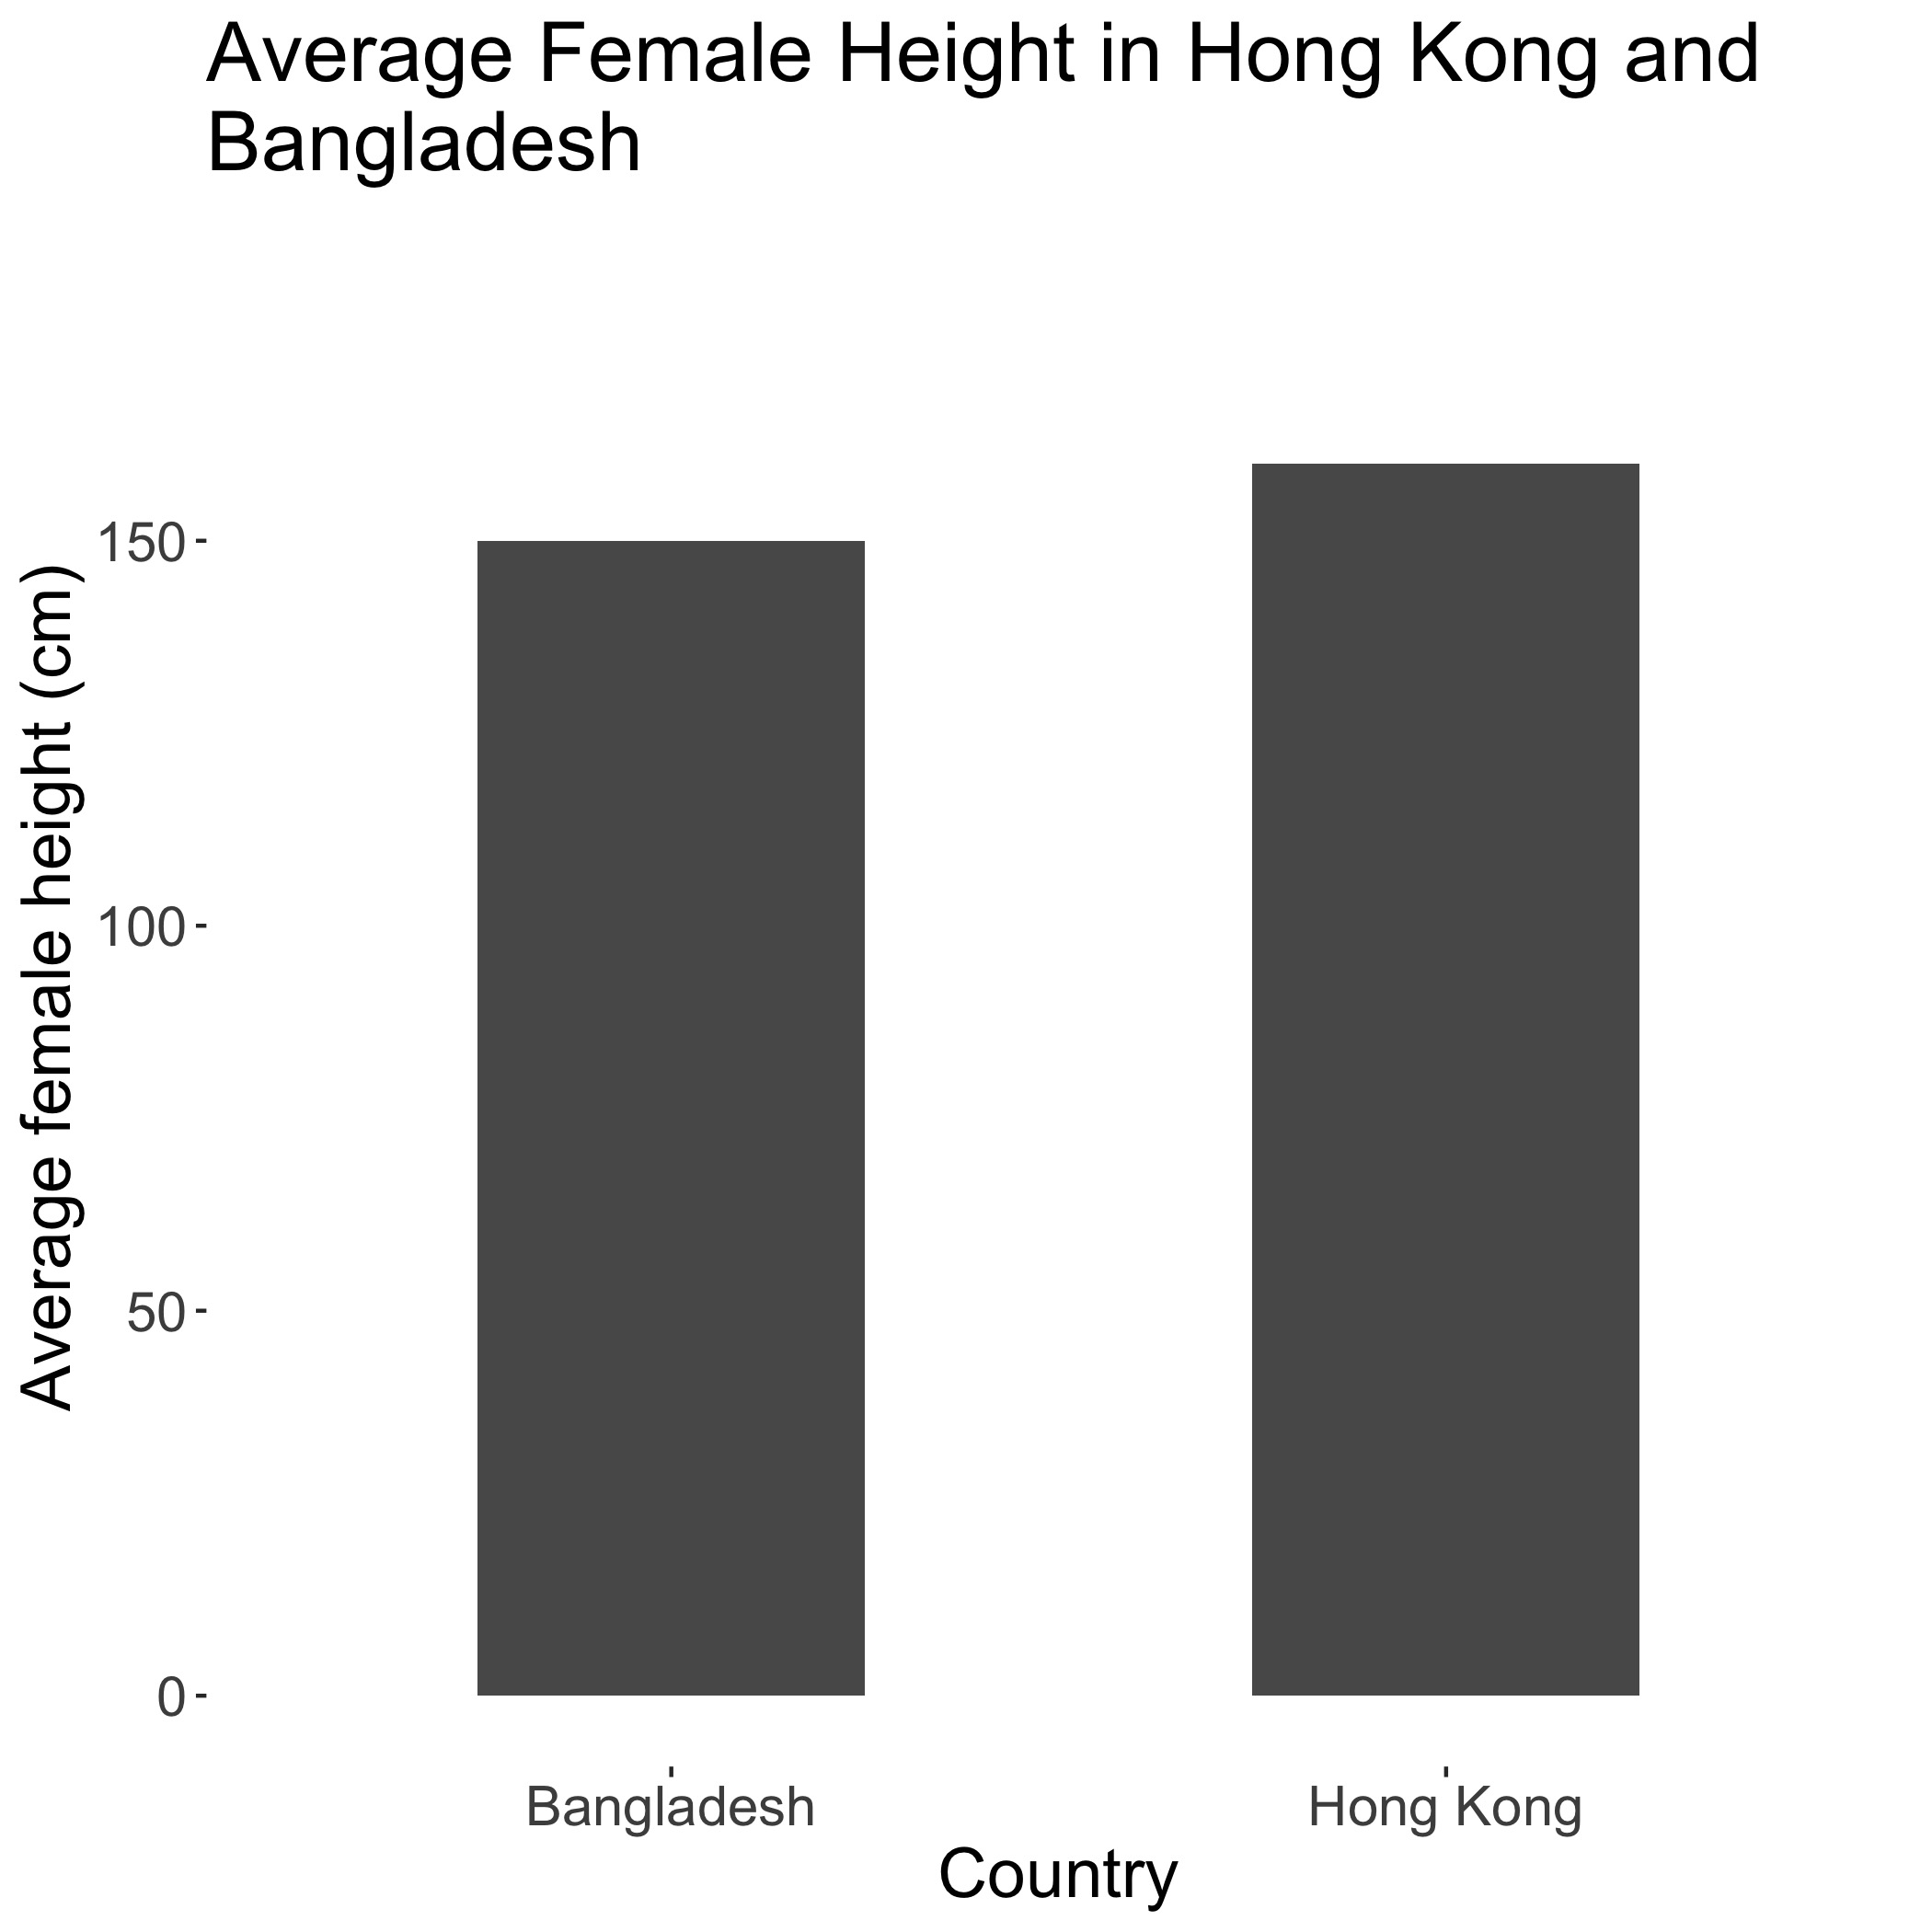 Average Female Height in Hong Kong and
Bangladesh
Average female height (cm)
150
100
50
0
Bangladesh
Hong Kong
Country